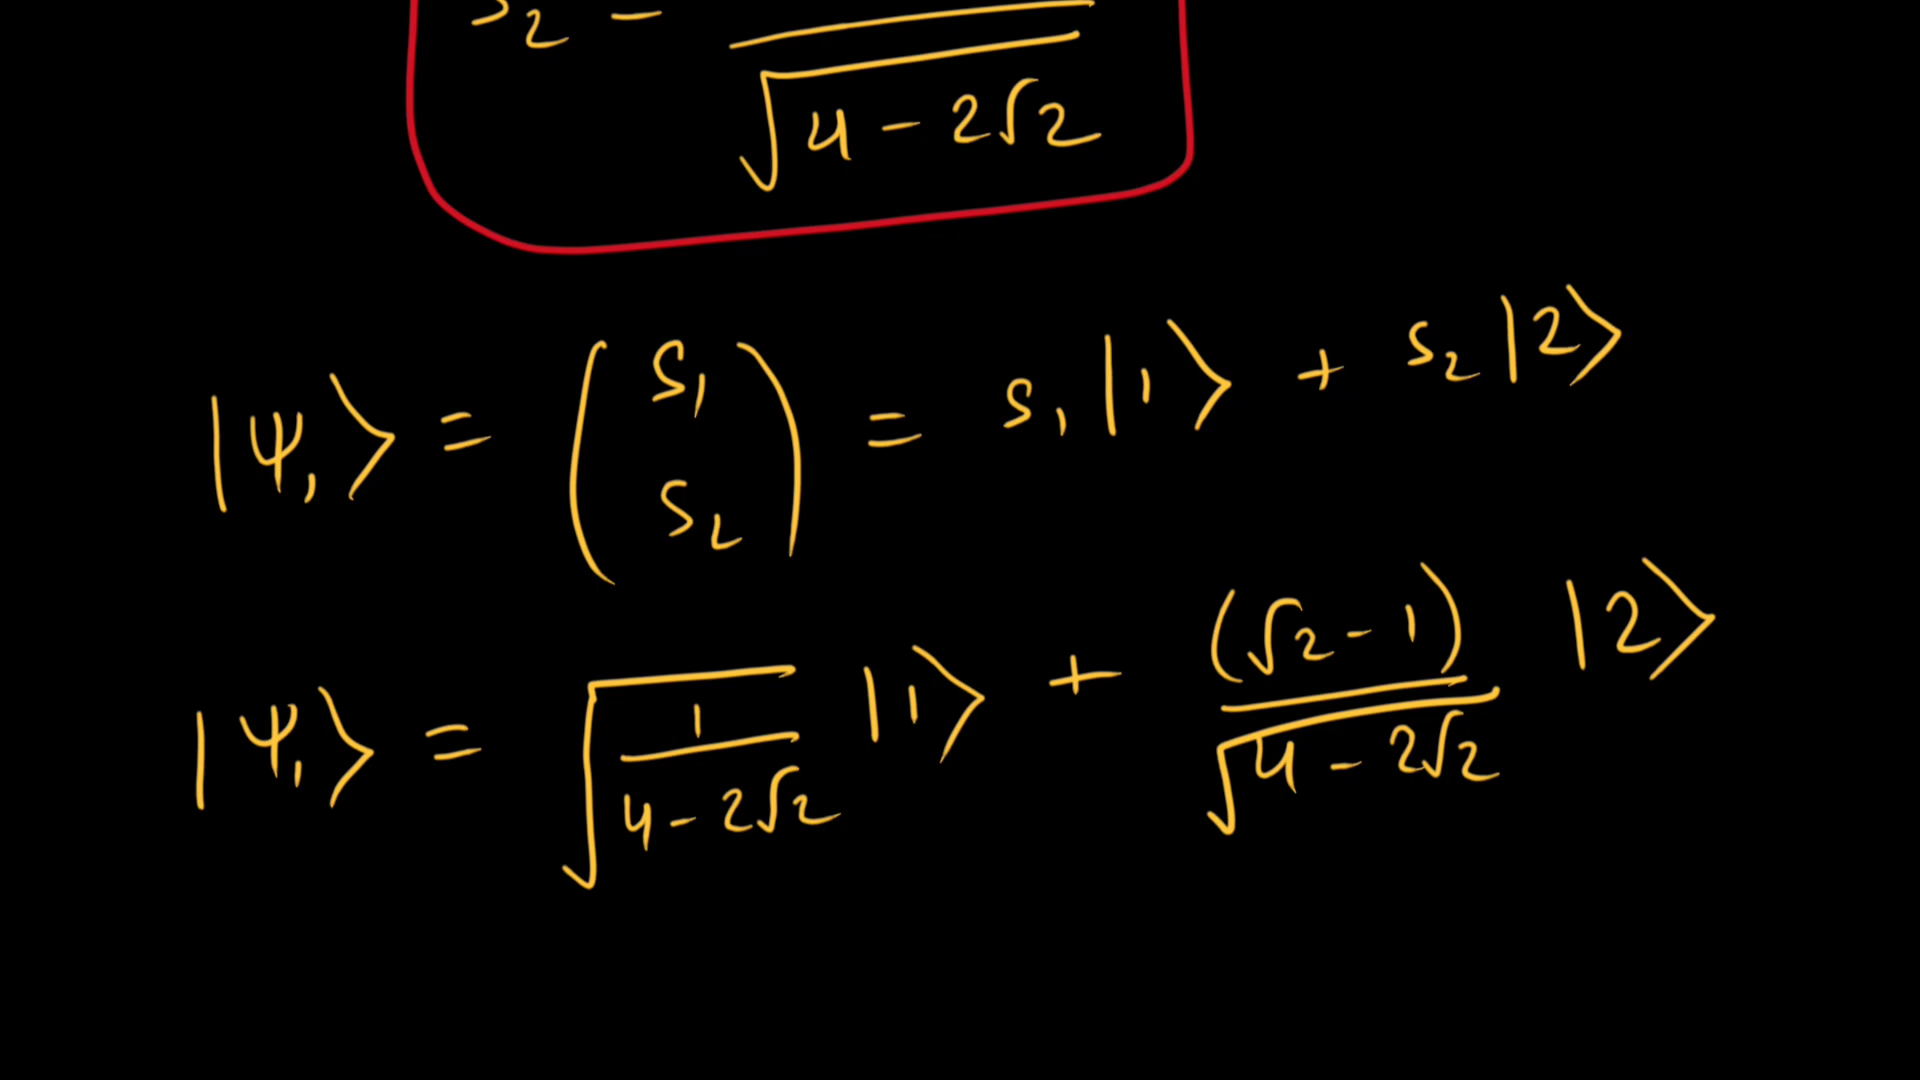 S₂ =
√(4 - 2√2)
|ψ₁⟩ = (S₁ S₂) = S₁ |1⟩ + S₂ |2⟩
|ψ₁⟩ = √(1/(4 - 2√2)) |1⟩ + (√2 - 1)/√(4 - 2√2) |2⟩